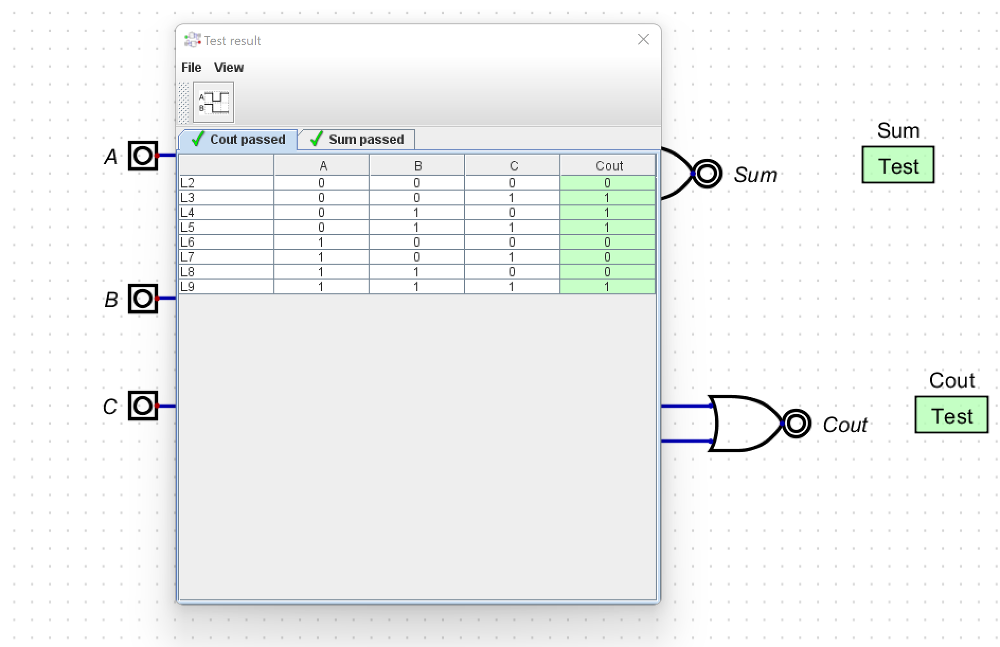 Test result
File View
A
B
Cout passed Sum passed
A B C Cout
L2 0 0 0 0
L3 0 0 1 1
L4 0 1 0 1
L5 0 1 1 1
L6 1 0 0 0
L7 1 0 1 0
L8 1 1 0 0
L9 1 1 1 1
A
B
C
Sum
Sum
Test
Cout
Cout
Test